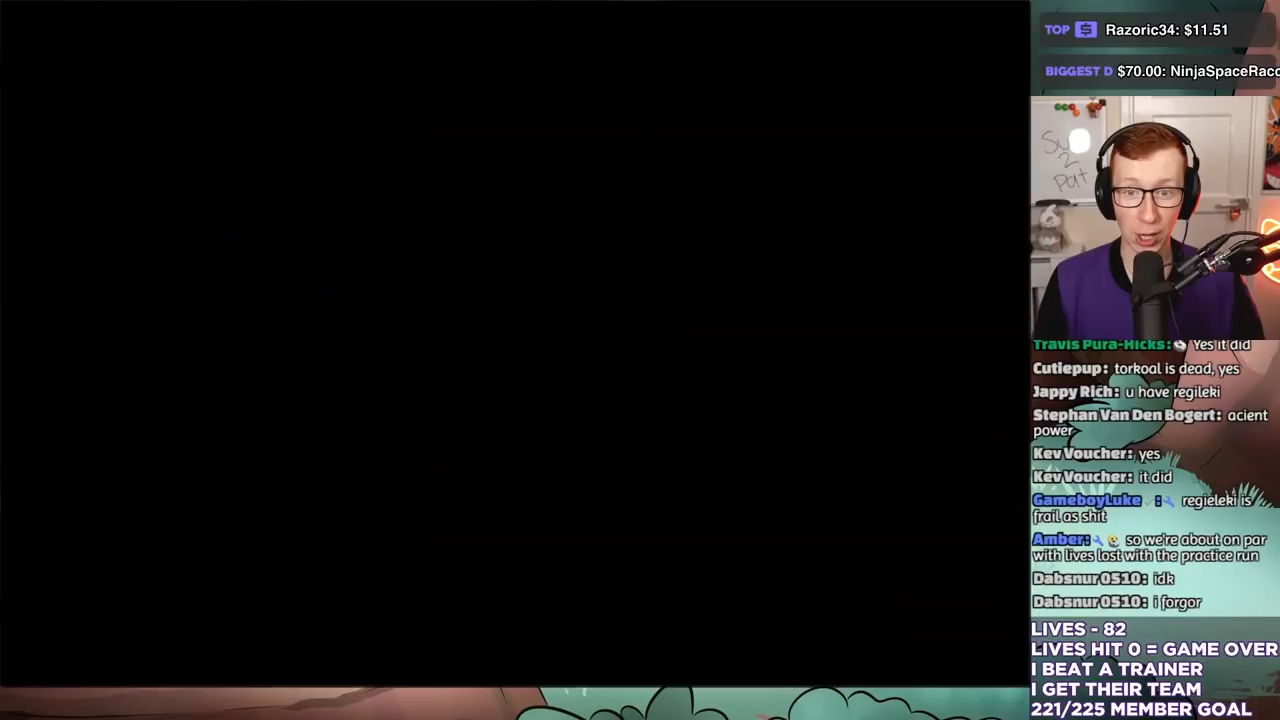 TOP Razoric34: $11.51
BIGGEST D $70.00: NinjaSpaceRacc
Su
2
Pat
Travis Pura-Hicks: Yes it did
Cutiepup: torkoal is dead, yes
Jappy Rich: u have regileki
Stephan Van Den Bogert: acient
power
Kev Voucher: yes
Kev Voucher: it did
GameboyLuke : regieleki is
frail as shit
Amber: so we're about on par
with lives lost with the practice run
Dabsnur0510: idk
Dabsnur0510: i forgor
LIVES - 82
LIVES HIT 0 = GAME OVER
I BEAT A TRAINER
I GET THEIR TEAM
221/225 MEMBER GOAL